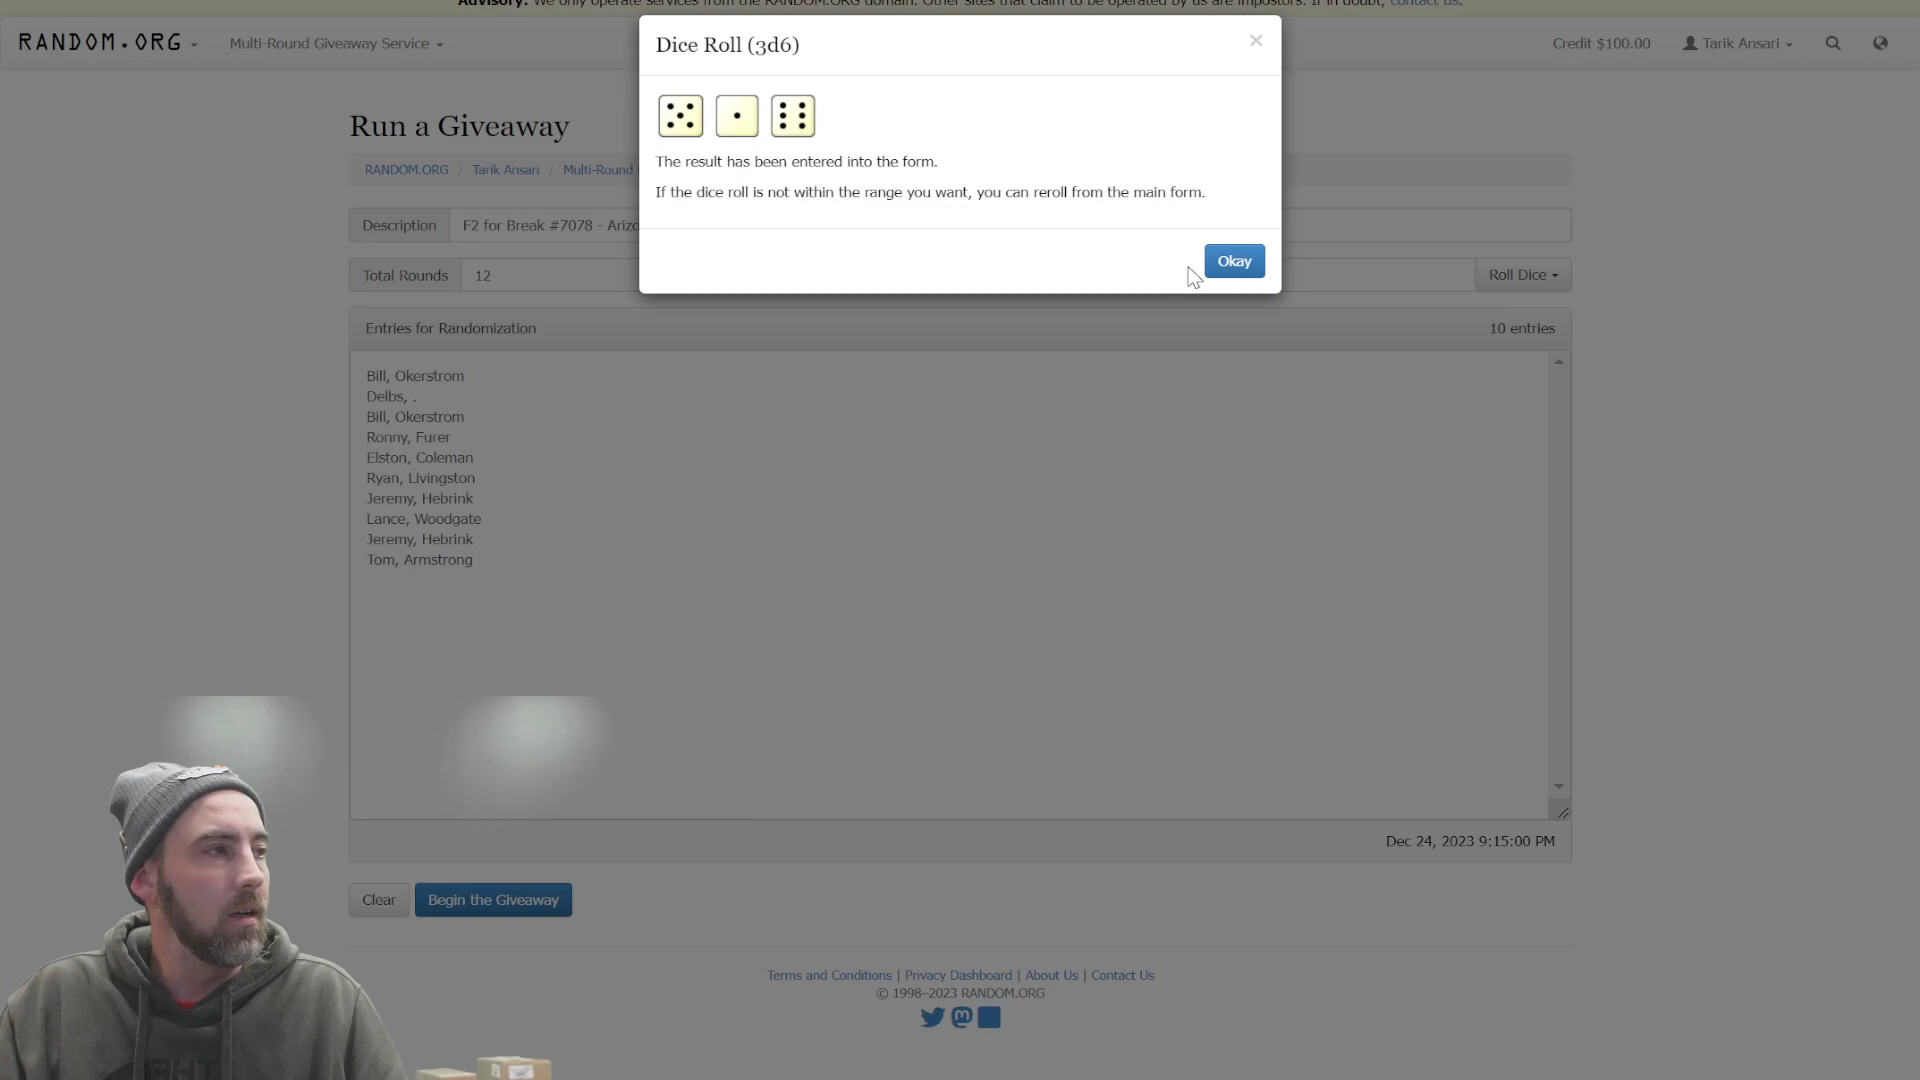 Advisory: We only operate services from the RANDOM.ORG domain. Other sites that claim to be operated by us are impostors. If in doubt, contact us.
RANDOM.ORG Multi-Round Giveaway Service Credit $100.00 Tarik Ansari
Dice Roll (3d6) ×
The result has been entered into the form.
If the dice roll is not within the range you want, you can reroll from the main form.
Okay
Run a Giveaway
RANDOM.ORG / Tarik Ansari / Multi-Round
Description F2 for Break #7078 -
Total Rounds 12 Roll Dice
Entries for Randomization 10 entries
Bill, Okerstrom
Delbs, .
Bill, Okerstrom
Ronny, Furer
Elston, Coleman
Ryan, Livingston
Jeremy, Hebrink
Lance, Woodgate
Jeremy, Hebrink
Tom, Armstrong
Dec 24, 2023 9:15:00 PM
Clear Begin the Giveaway
Terms and Conditions | Privacy Dashboard | About Us | Contact Us
© 1998–2023 RANDOM.ORG